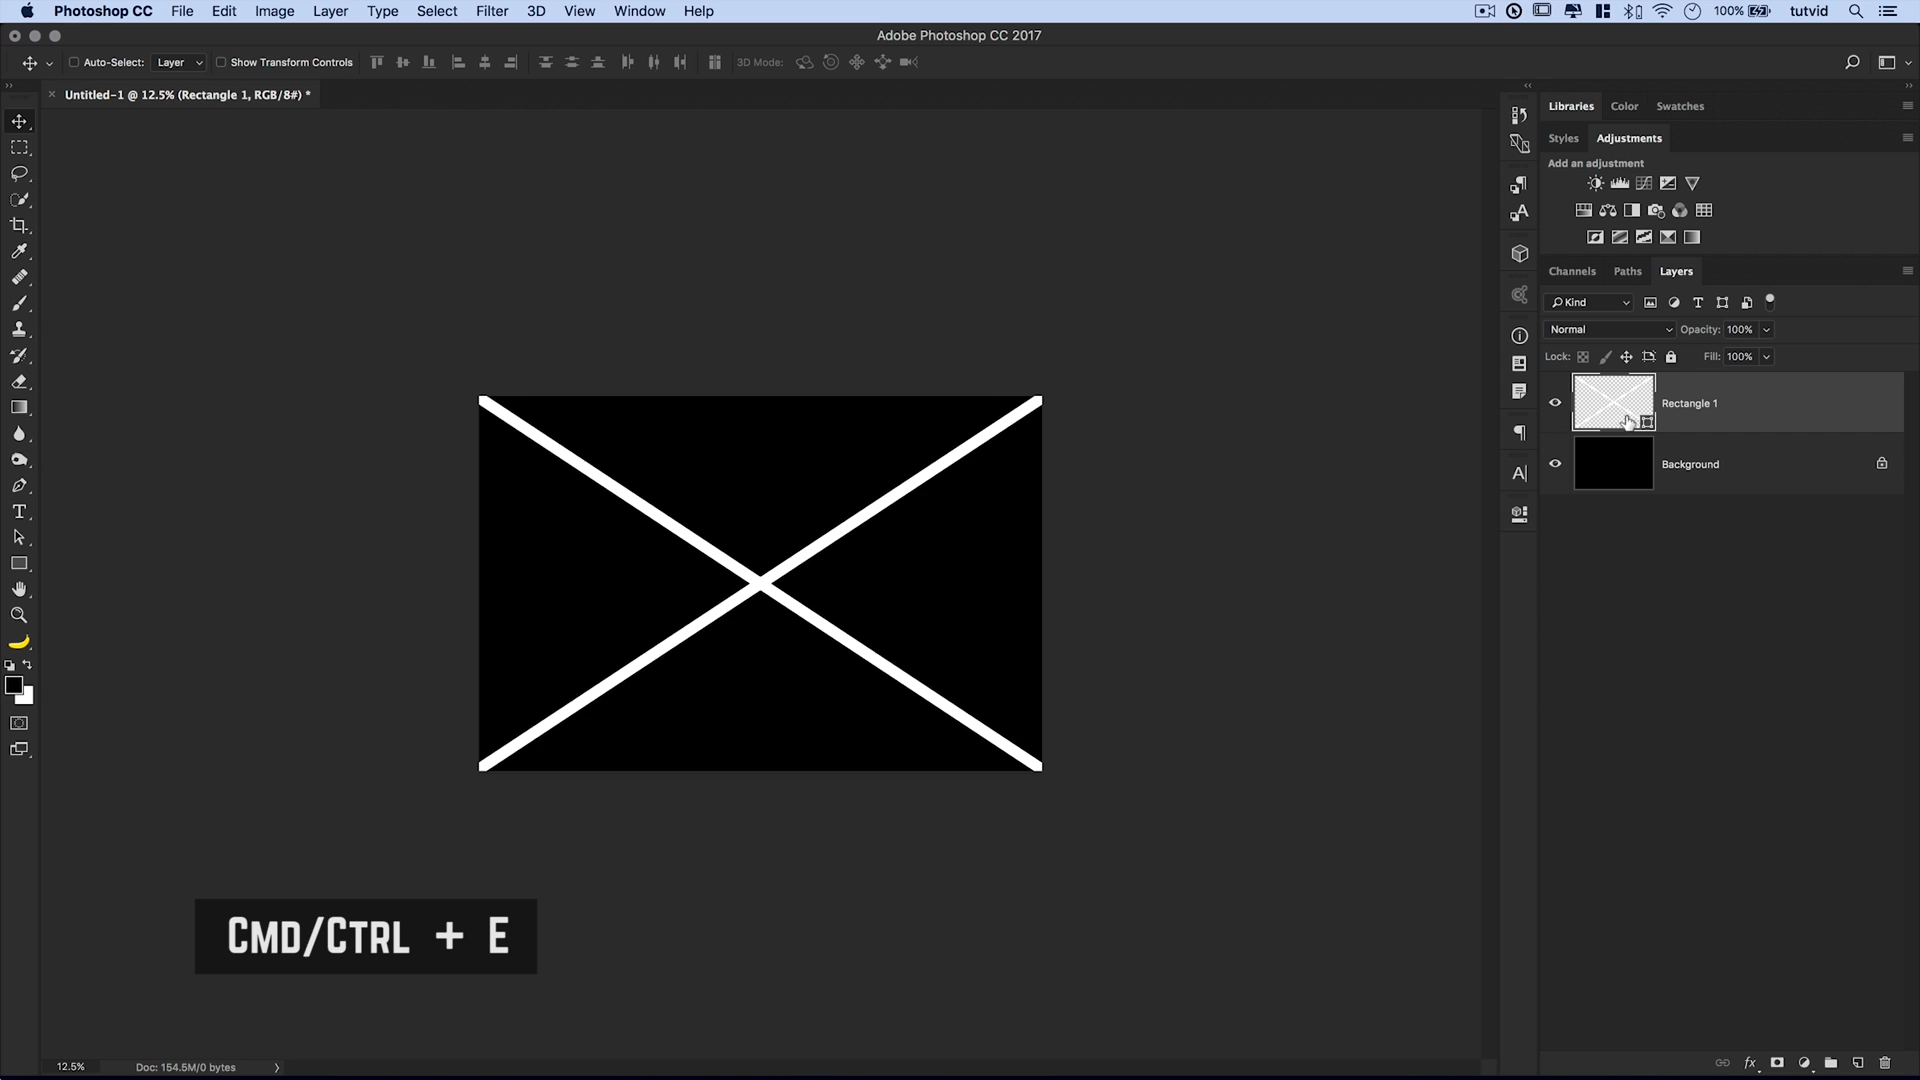 Photoshop CC File Edit Image Layer Type Select Filter 3D View Window Help 100% tutvid
Adobe Photoshop CC 2017
Auto-Select: Layer Show Transform Controls 3D Mode:
Untitled-1 @ 12.5% (Rectangle 1, RGB/8#) *
Libraries Color Swatches
Styles Adjustments
Add an adjustment
Channels Paths Layers
Kind
Normal Opacity: 100%
Lock: Fill: 100%
Rectangle 1
Background
CMD/CTRL + E
12.5% Doc: 154.5M/0 bytes